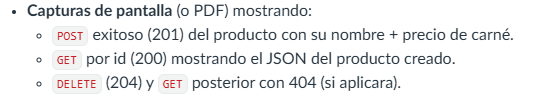 • Capturas de pantalla (o PDF) mostrando:
◦ POST exitoso (201) del producto con su nombre + precio de carné.
◦ GET por id (200) mostrando el JSON del producto creado.
◦ DELETE (204) y GET posterior con 404 (si aplicara).